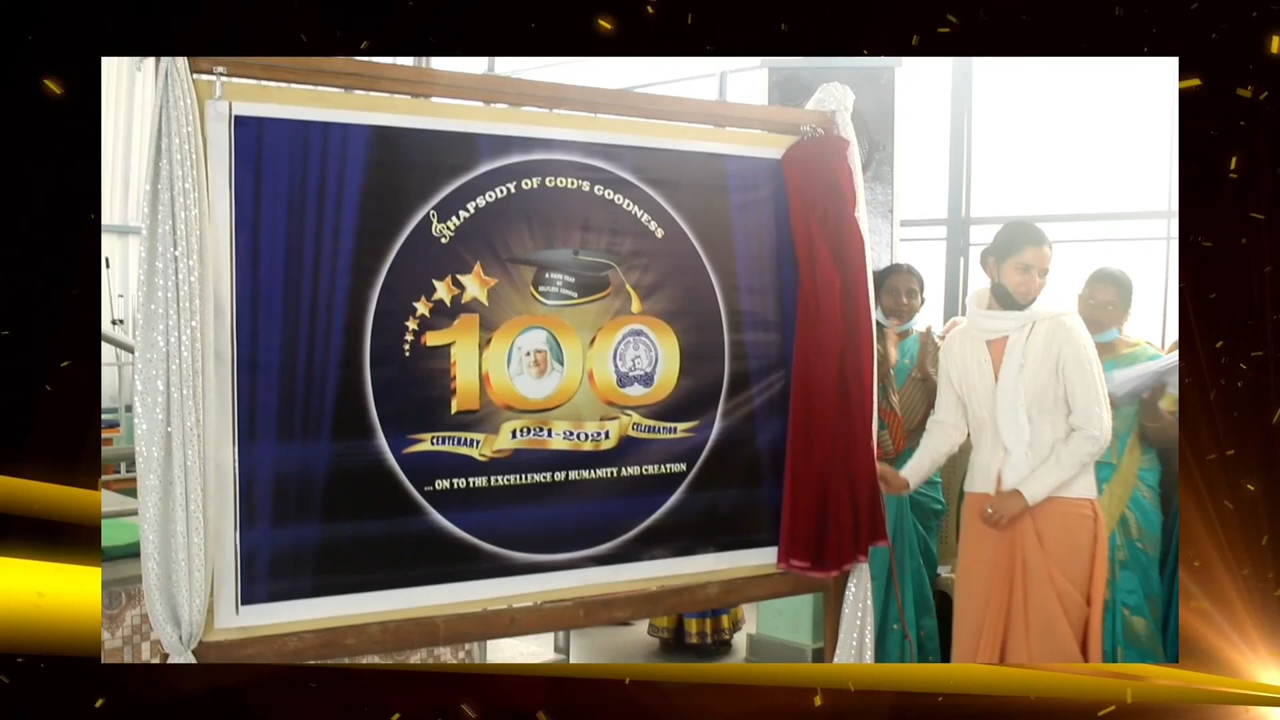 RHAPSODY OF GOD'S GOODNESS
100
CENTENARY 1921-2021 CELEBRATION
... ON TO THE EXCELLENCE OF HUMANITY AND CREATION